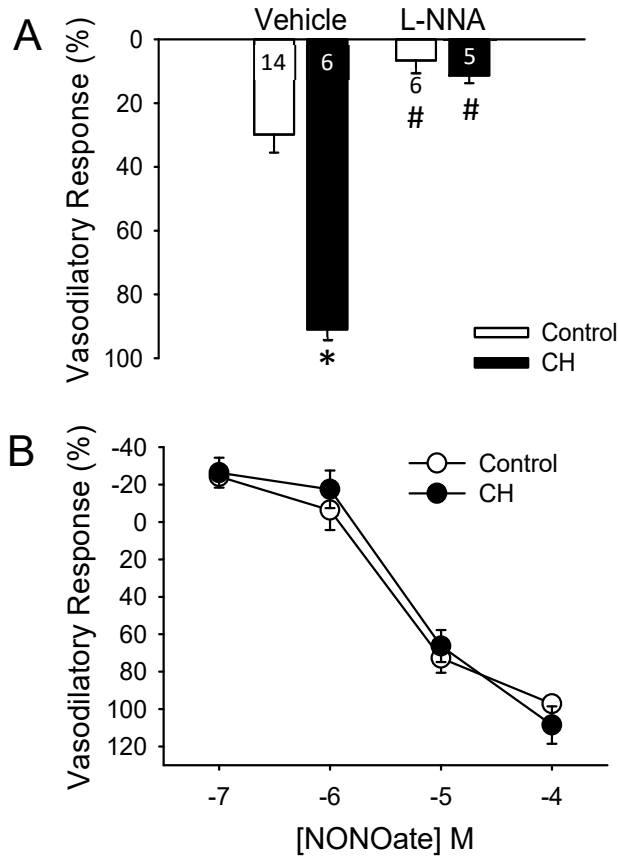 A
Vehicle
L-NNA
Vasodilatory Response (%)
0
20
40
60
80
100
14
6
6
5
#
#
*
Control
CH
B
Vasodilatory Response (%)
-40
-20
0
20
40
60
80
100
120
Control
CH
-7
-6
-5
-4
[NONOate] M